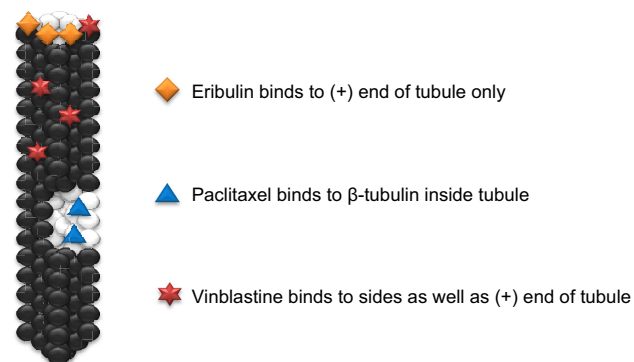 Eribulin binds to (+) end of tubule only
Paclitaxel binds to β-tubulin inside tubule
Vinblastine binds to sides as well as (+) end of tubule